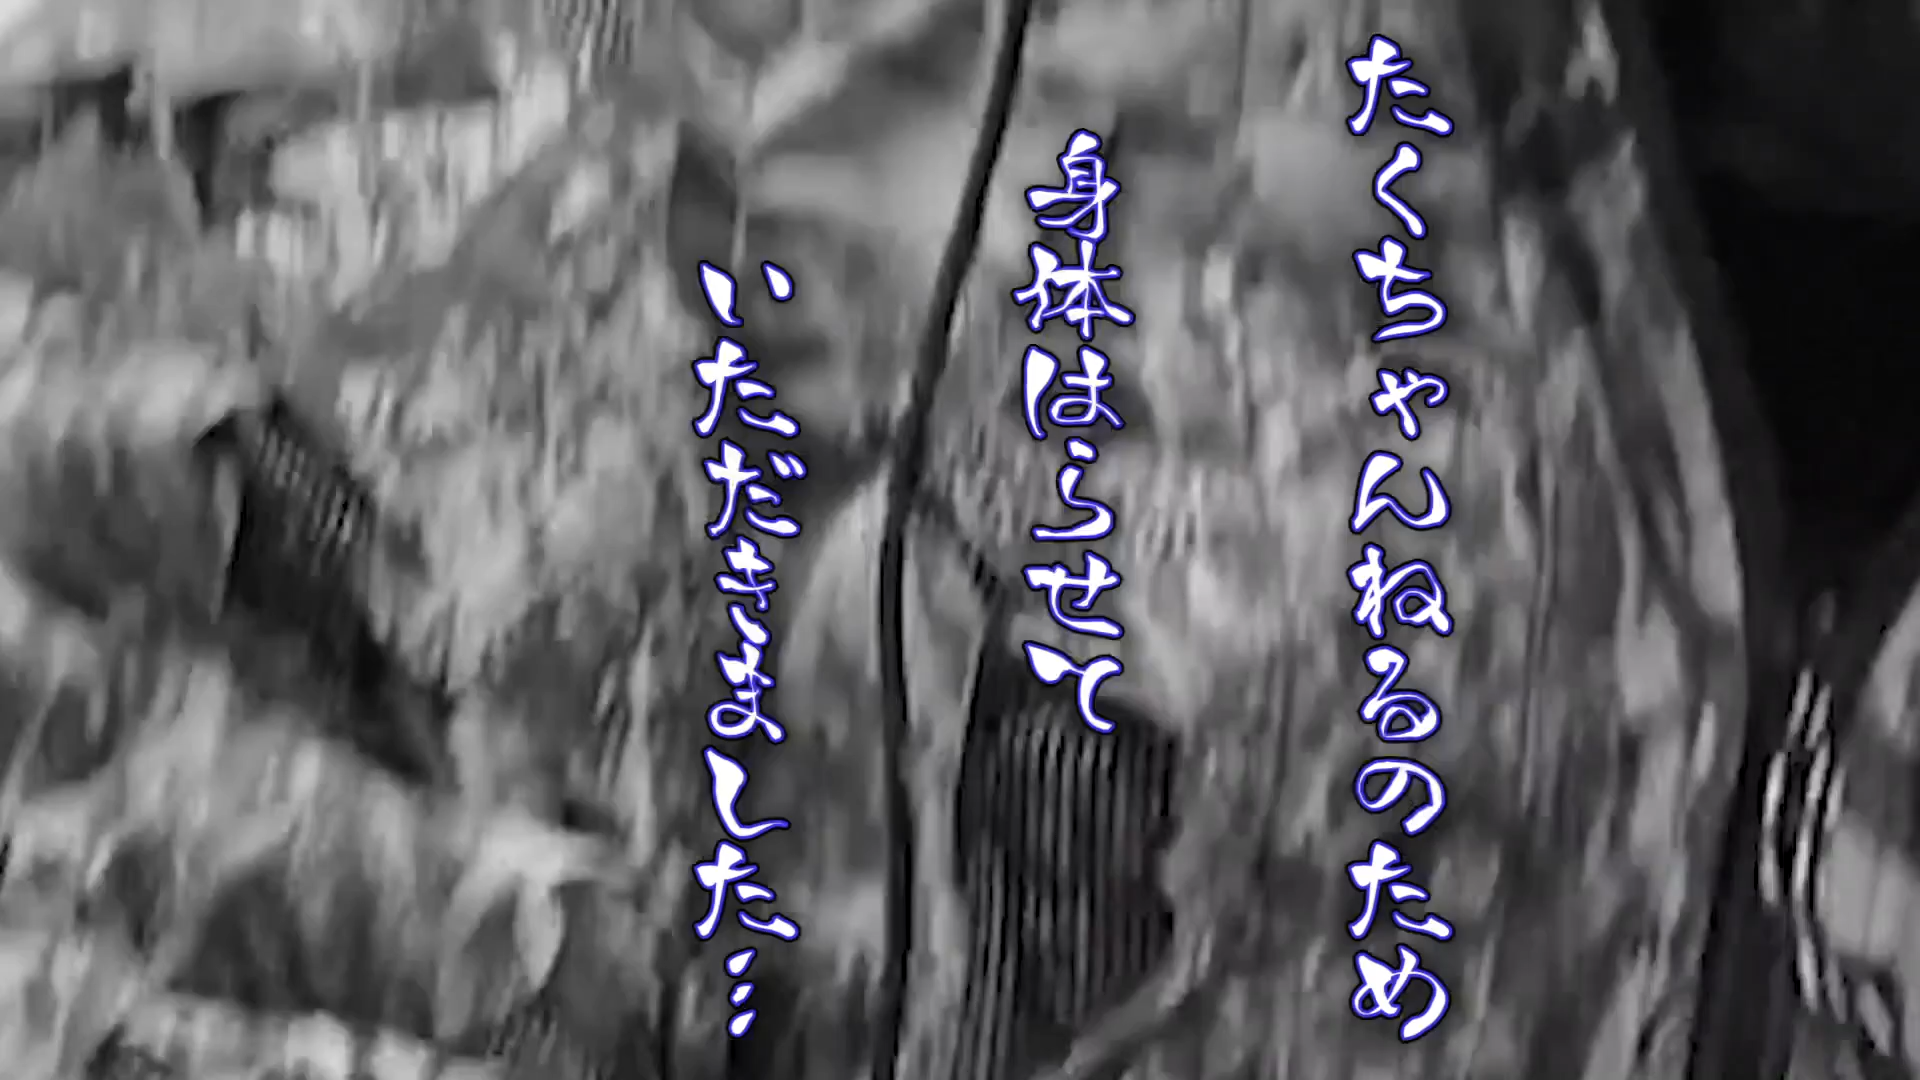 たくちゃんねるのため
身体はらせて
いただきました…